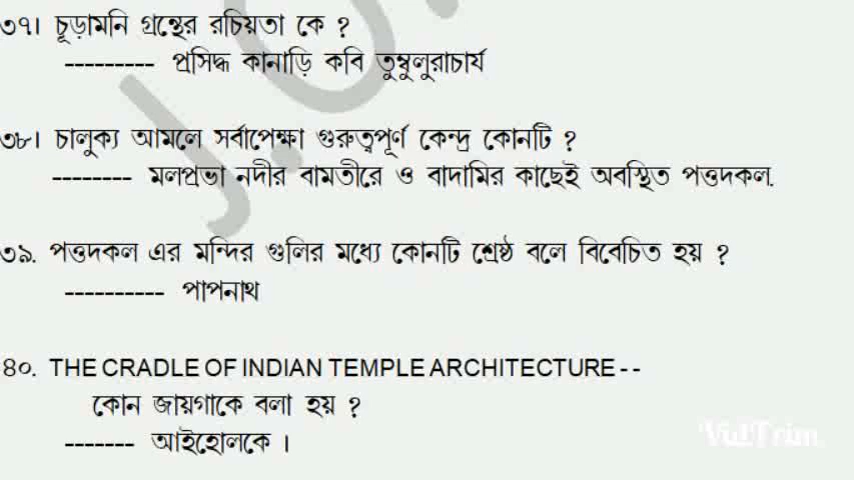 ৩৭। চূড়ামনি গ্রন্থের রচিয়তা কে ?
--------- প্রসিদ্ধ কানাড়ি কবি তুম্বুলুরাচার্য
৩৮। চালুক্য আমলে সর্বাপেক্ষা গুরুত্বপূর্ণ কেন্দ্র কোনটি ?
-------- মলপ্রভা নদীর বামতীরে ও বাদামির কাছেই অবস্থিত পত্তদকল.
৩৯. পত্তদকল এর মন্দির গুলির মধ্যে কোনটি শ্রেষ্ঠ বলে বিবেচিত হয় ?
---------- পাপনাথ
৪০. THE CRADLE OF INDIAN TEMPLE ARCHITECTURE - -
কোন জায়গাকে বলা হয় ?
------- আইহোলকে ।
VidTrim